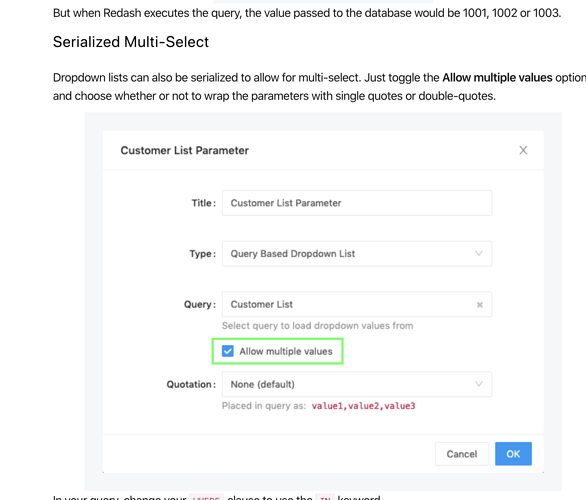 But when Redash executes the query, the value passed to the database would be 1001, 1002 or 1003.
Serialized Multi-Select
Dropdown lists can also be serialized to allow for multi-select. Just toggle the Allow multiple values option
and choose whether or not to wrap the parameters with single quotes or double-quotes.
Customer List Parameter
Title: Customer List Parameter
Type: Query Based Dropdown List
Query: Customer List
Select query to load dropdown values from
Allow multiple values
Quotation: None (default)
Placed in query as: value1,value2,value3
Cancel OK
In your query, change your WHERE clause to use the IN keyword.